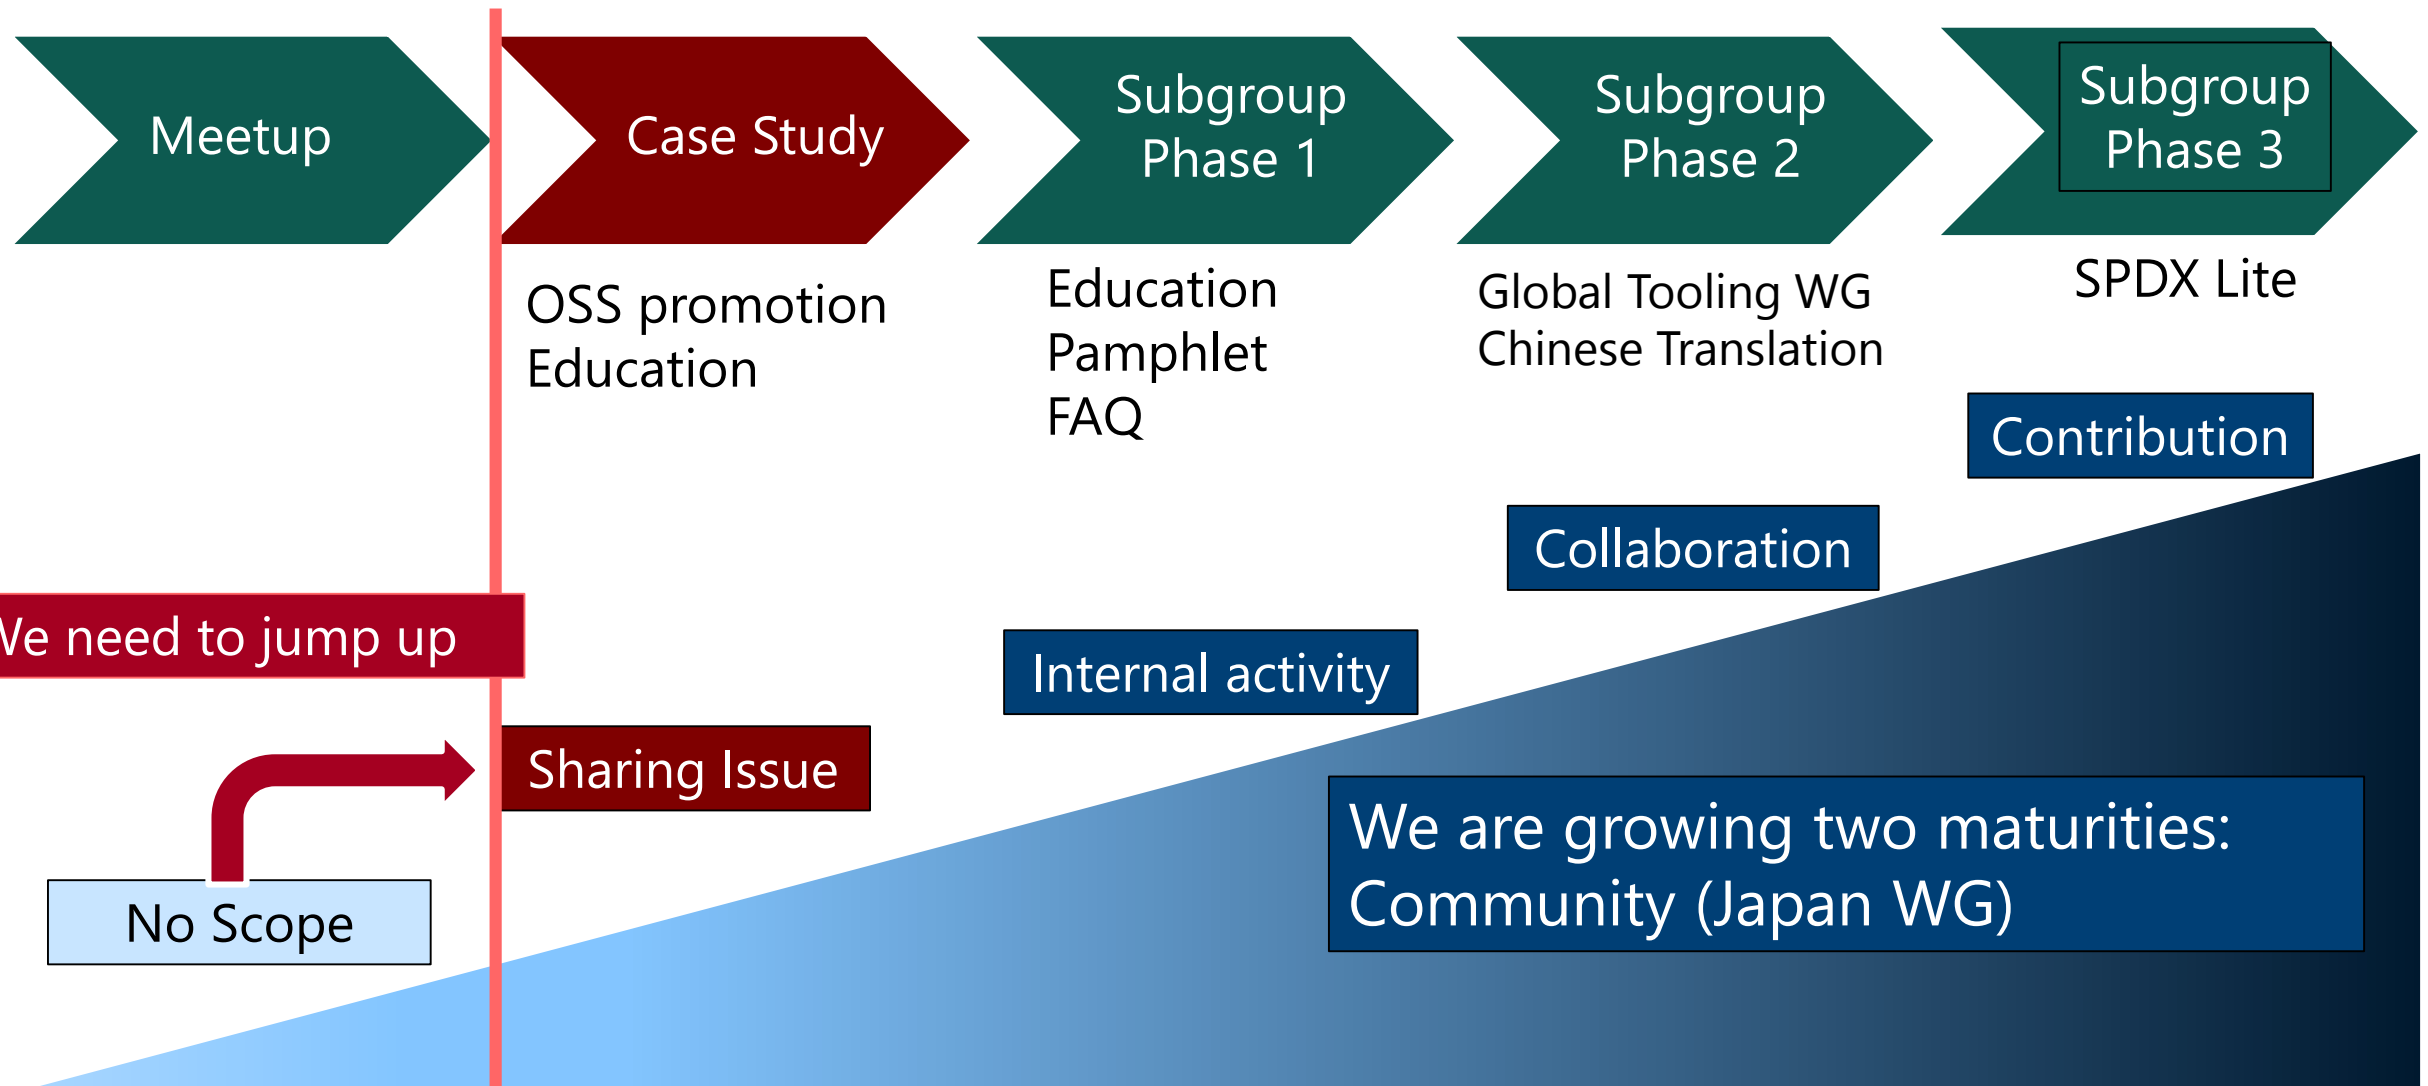 Meetup
Case Study
Subgroup
Phase 1
Subgroup
Phase 2
Subgroup
Phase 3
OSS promotion
Education
Education
Pamphlet
FAQ
Global Tooling WG
Chinese Translation
SPDX Lite
Contribution
Collaboration
Internal activity
We need to jump up
Sharing Issue
No Scope
We are growing two maturities:
Community (Japan WG)